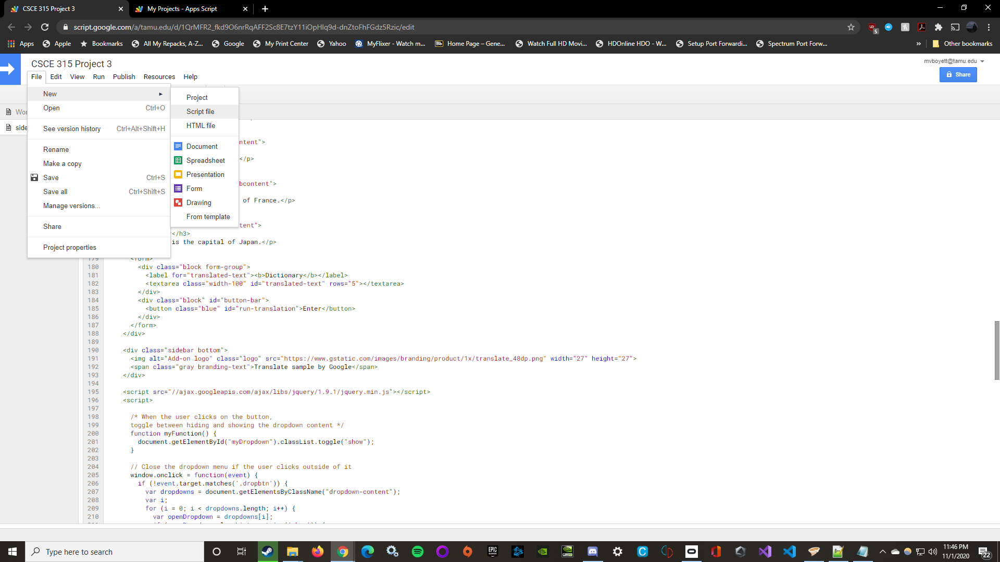 CSCE 315 Project 3
My Projects - Apps Script
script.google.com/a/tamu.edu/d/1QrMFR2_fkd9O6nrRqAFF2Sc8E7tzY11iOpHlq9d-dnZtoFhFGdz5Rzic/edit
5
Apps
Apple
Bookmarks
All My Repacks, A-Z...
Google
My Print Center
Yahoo
MyFlixer - Watch m...
Bb
Home Page – Gene...
Watch Full HD Movi...
HDOnline HDO - W...
Setup Port Forwardi...
Spectrum Port Forw...
»
Other bookmarks
CSCE 315 Project 3
mvboyett@tamu.edu
File Edit View Run Publish Resources Help
Share
New
Open Ctrl+O
See version history Ctrl+Alt+Shift+H
Rename
Make a copy
Save Ctrl+S
Save all Ctrl+Shift+S
Manage versions...
Share
Project properties
Project
Script file
HTML file
Document
Spreadsheet
Presentation
Form
Drawing
From template
Wor
side
ntent">
</p>
bcontent">
of France.</p>
tent">
</h3>
is the capital of Japan.</p>
179 <form>
180 <div class="block form-group">
181 <label for="translated-text"><b>Dictionary</b></label>
182 <textarea class="width-100" id="translated-text" rows="5"></textarea>
183 </div>
184 <div class="block" id="button-bar">
185 <button class="blue" id="run-translation">Enter</button>
186 </div>
187 </form>
188 </div>
189
190 <div class="sidebar bottom">
191 <img alt="Add-on logo" class="logo" src="https://www.gstatic.com/images/branding/product/1x/translate_48dp.png" width="27" height="27">
192 <span class="gray branding-text">Translate sample by Google</span>
193 </div>
194
195 <script src="//ajax.googleapis.com/ajax/libs/jquery/1.9.1/jquery.min.js"></script>
196 <script>
197
198 /* When the user clicks on the button,
199 toggle between hiding and showing the dropdown content */
200 function myFunction() {
201 document.getElementById("myDropdown").classList.toggle("show");
202 }
203
204 // Close the dropdown menu if the user clicks outside of it
205 window.onclick = function(event) {
206 if (!event.target.matches('.dropbtn')) {
207 var dropdowns = document.getElementsByClassName("dropdown-content");
208 var i;
209 for (i = 0; i < dropdowns.length; i++) {
210 var openDropdown = dropdowns[i];
Type here to search
EPIC GAMES
11:46 PM
11/1/2020
22